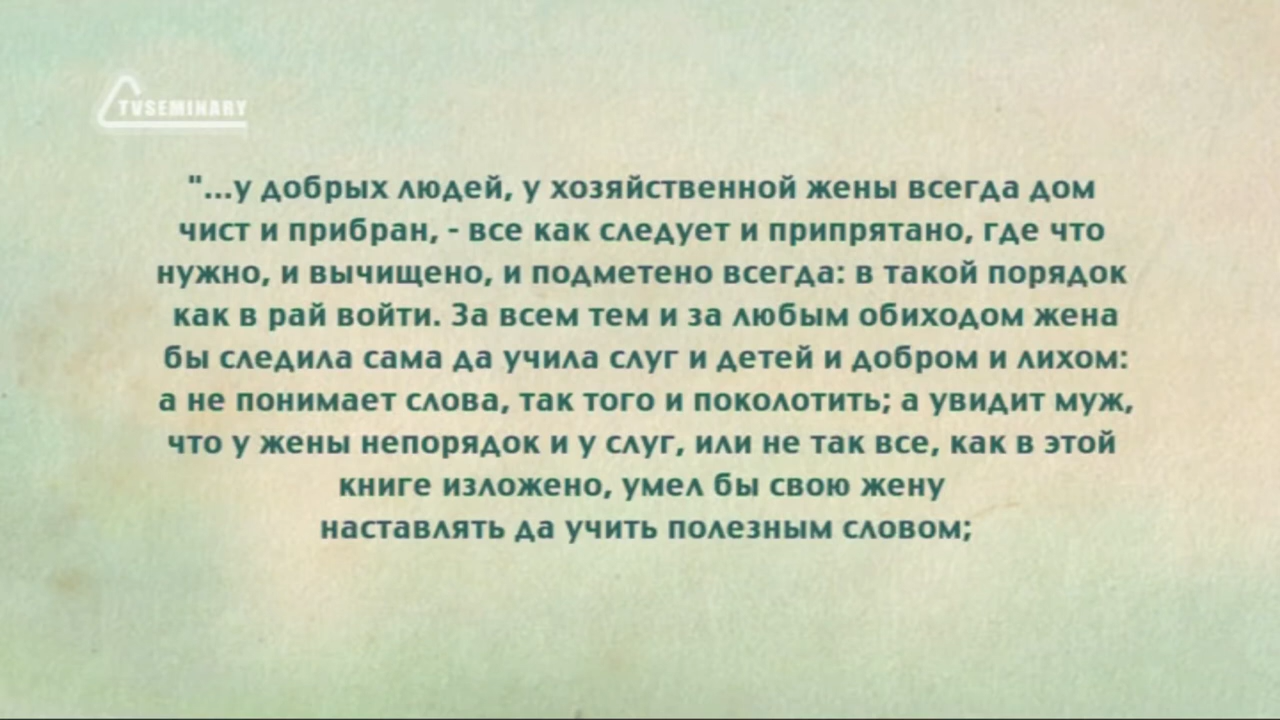 TVSEMINARY
"...у добрых людей, у хозяйственной жены всегда дом
чист и прибран, - все как следует и припрятано, где что
нужно, и вычищено, и подметено всегда: в такой порядок
как в рай войти. За всем тем и за любым обиходом жена
бы следила сама да учила слуг и детей и добром и лихом:
а не понимает слова, так того и поколотить; а увидит муж,
что у жены непорядок и у слуг, или не так все, как в этой
книге изложено, умел бы свою жену
наставлять да учить полезным словом;